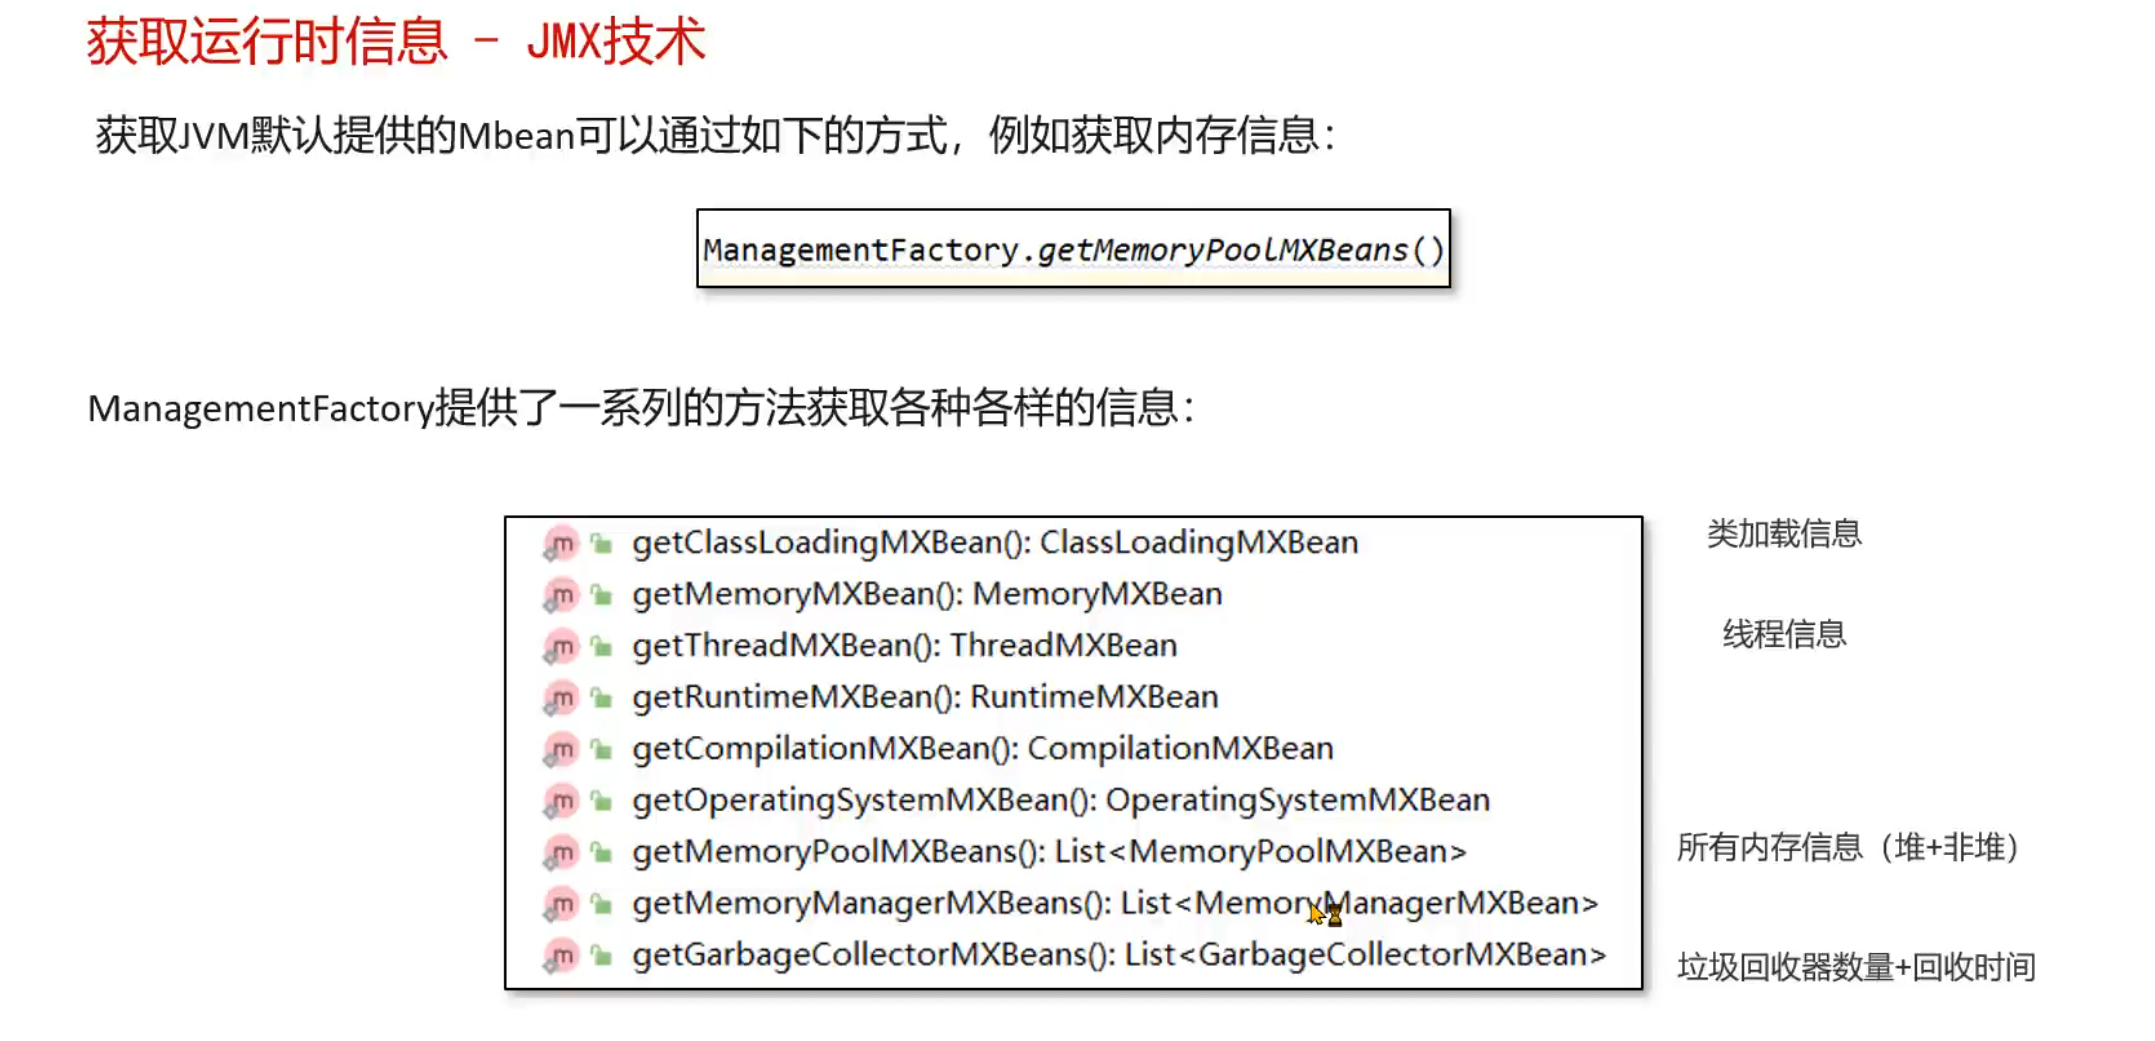 获取运行时信息 - JMX技术
获取JVM默认提供的Mbean可以通过如下的方式，例如获取内存信息：
ManagementFactory.getMemoryPoolMXBeans()
ManagementFactory提供了一系列的方法获取各种各样的信息：
getClassLoadingMXBean(): ClassLoadingMXBean
类加载信息
getMemoryMXBean(): MemoryMXBean
getThreadMXBean(): ThreadMXBean
线程信息
getRuntimeMXBean(): RuntimeMXBean
getCompilationMXBean(): CompilationMXBean
getOperatingSystemMXBean(): OperatingSystemMXBean
getMemoryPoolMXBeans(): List<MemoryPoolMXBean>
所有内存信息（堆+非堆）
getMemoryManagerMXBeans(): List<MemoryManagerMXBean>
getGarbageCollectorMXBeans(): List<GarbageCollectorMXBean>
垃圾回收器数量+回收时间